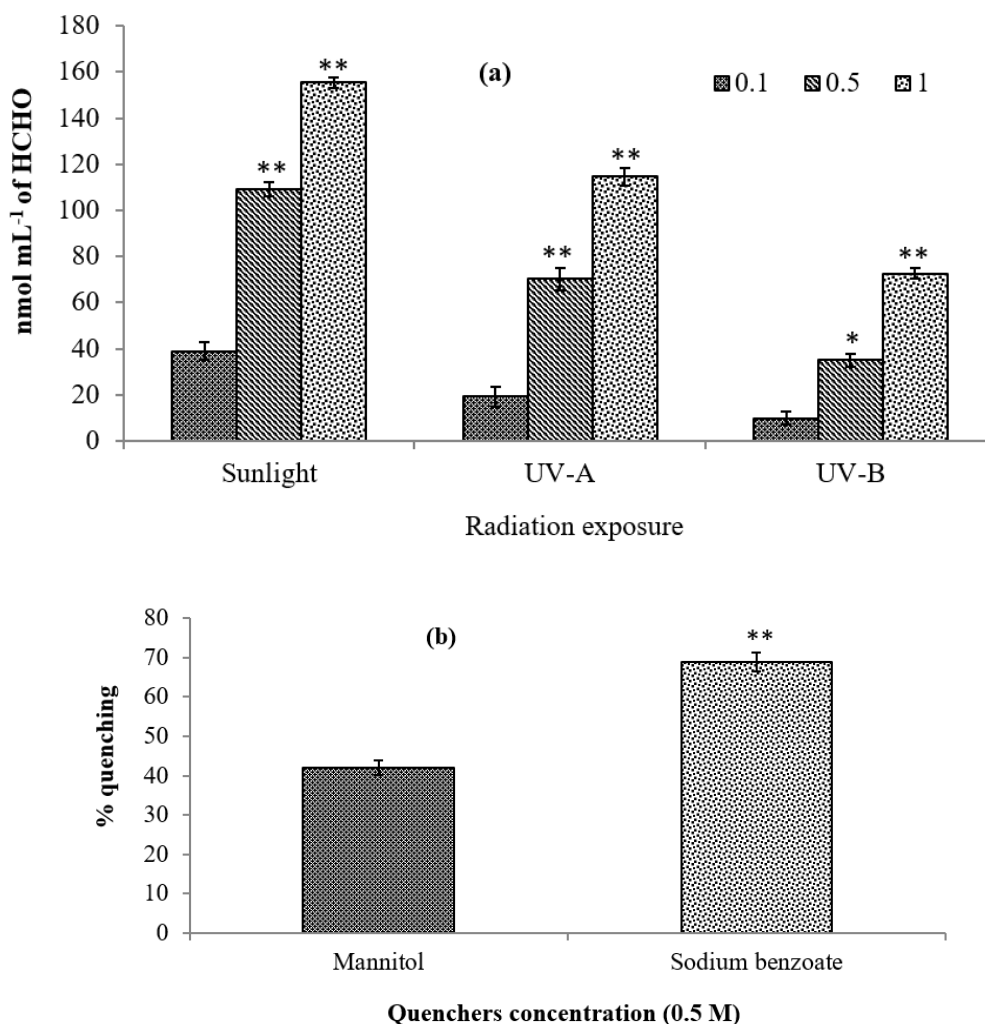 (a)
0.1 0.5 1
nmol mL⁻¹ of HCHO
180
160
140
120
100
80
60
40
20
0
** **
** **
* **
Sunlight UV-A UV-B
Radiation exposure
(b)
% quenching
80
70
60
50
40
30
20
10
0
**
Mannitol Sodium benzoate
Quenchers concentration (0.5 M)